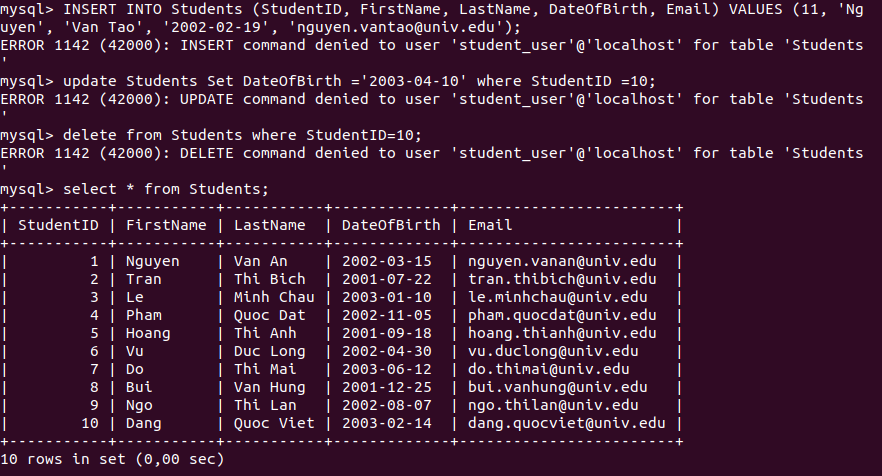 mysql> INSERT INTO Students (StudentID, FirstName, LastName, DateOfBirth, Email) VALUES (11, 'Ng
uyen', 'Van Tao', '2002-02-19', 'nguyen.vantao@univ.edu');
ERROR 1142 (42000): INSERT command denied to user 'student_user'@'localhost' for table 'Students
'
mysql> update Students Set DateOfBirth ='2003-04-10' where StudentID =10;
ERROR 1142 (42000): UPDATE command denied to user 'student_user'@'localhost' for table 'Students
'
mysql> delete from Students where StudentID=10;
ERROR 1142 (42000): DELETE command denied to user 'student_user'@'localhost' for table 'Students
'
mysql> select * from Students;
+-----------+-----------+-----------+-------------+------------------------+
| StudentID | FirstName | LastName  | DateOfBirth | Email                  |
+-----------+-----------+-----------+-------------+------------------------+
|         1 | Nguyen    | Van An    | 2002-03-15  | nguyen.vanan@univ.edu  |
|         2 | Tran      | Thi Bich  | 2001-07-22  | tran.thibich@univ.edu  |
|         3 | Le        | Minh Chau | 2003-01-10  | le.minhchau@univ.edu   |
|         4 | Pham      | Quoc Dat  | 2002-11-05  | pham.quocdat@univ.edu  |
|         5 | Hoang     | Thi Anh   | 2001-09-18  | hoang.thianh@univ.edu  |
|         6 | Vu        | Duc Long  | 2002-04-30  | vu.duclong@univ.edu    |
|         7 | Do        | Thi Mai   | 2003-06-12  | do.thimai@univ.edu     |
|         8 | Bui       | Van Hung  | 2001-12-25  | bui.vanhung@univ.edu   |
|         9 | Ngo       | Thi Lan   | 2002-08-07  | ngo.thilan@univ.edu    |
|        10 | Dang      | Quoc Viet | 2003-02-14  | dang.quocviet@univ.edu |
+-----------+-----------+-----------+-------------+------------------------+
10 rows in set (0,00 sec)